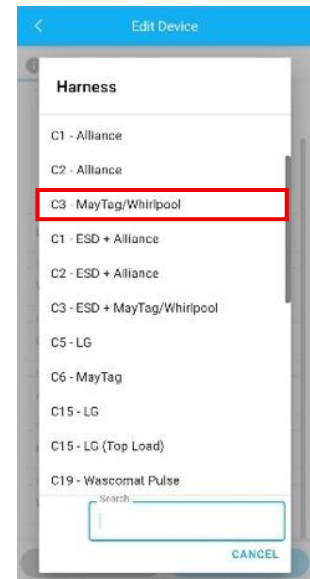 Edit Device
Harness
C1 - Alliance
C2 - Alliance
C3 - MayTag/Whirlpool
C1 - ESD + Alliance
C2 - ESD + Alliance
C3 - ESD + MayTag/Whirlpool
C5 - LG
C6 - MayTag
C15 - LG
C15 - LG (Top Load)
C19 - Wascomat Pulse
Search
CANCEL